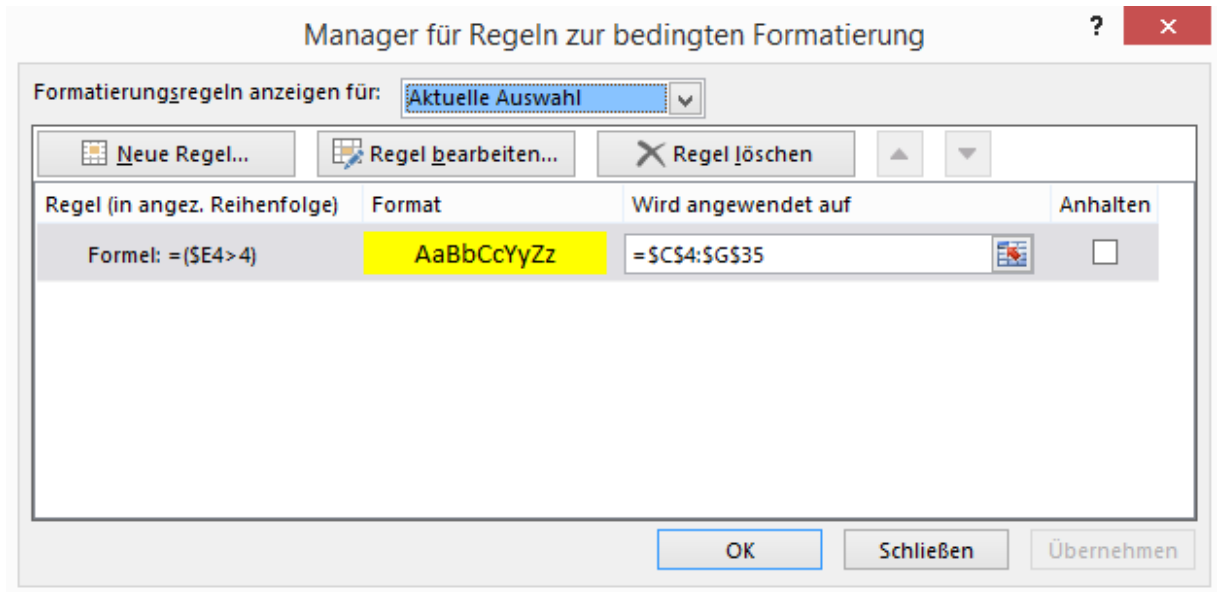 Manager für Regeln zur bedingten Formatierung ? ×
Formatierungsregeln anzeigen für: Aktuelle Auswahl
Neue Regel... Regel bearbeiten... Regel löschen
Regel (in angez. Reihenfolge) Format Wird angewendet auf Anhalten
Formel: =($E4>4) AaBbCcYyZz =$C$4:$G$35
OK Schließen Übernehmen